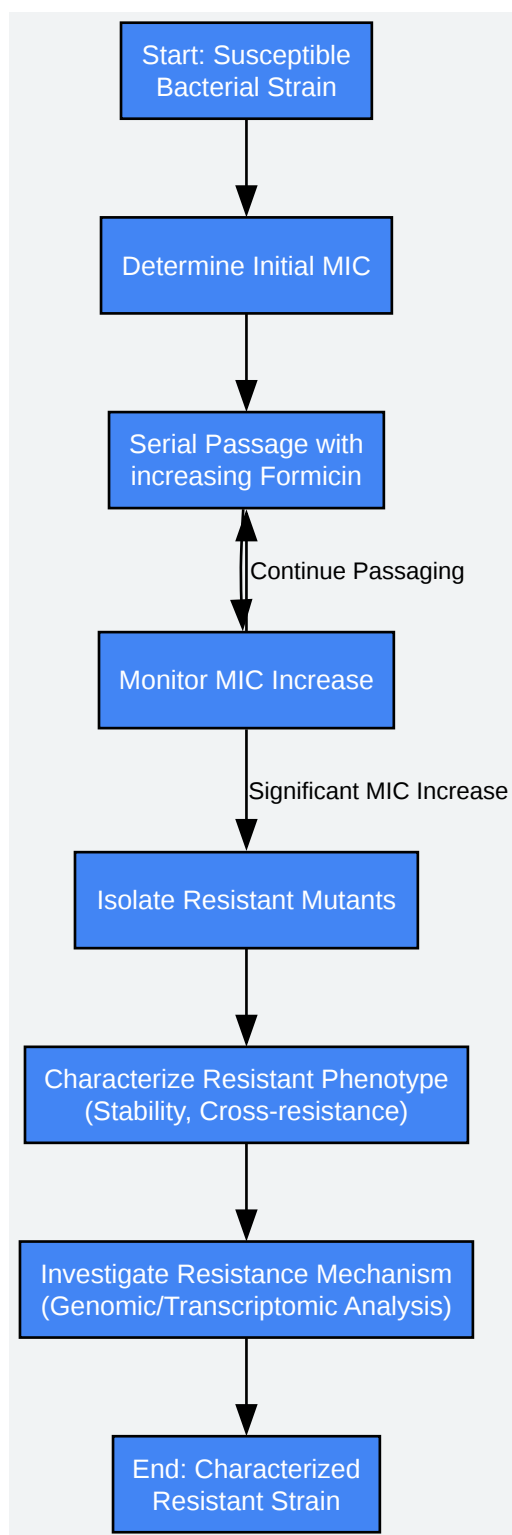 Start: Susceptible
Bacterial Strain
Determine Initial MIC
Serial Passage with
increasing Formicin
Continue Passaging
Monitor MIC Increase
Significant MIC Increase
Isolate Resistant Mutants
Characterize Resistant Phenotype
(Stability, Cross-resistance)
Investigate Resistance Mechanism
(Genomic/Transcriptomic Analysis)
End: Characterized
Resistant Strain